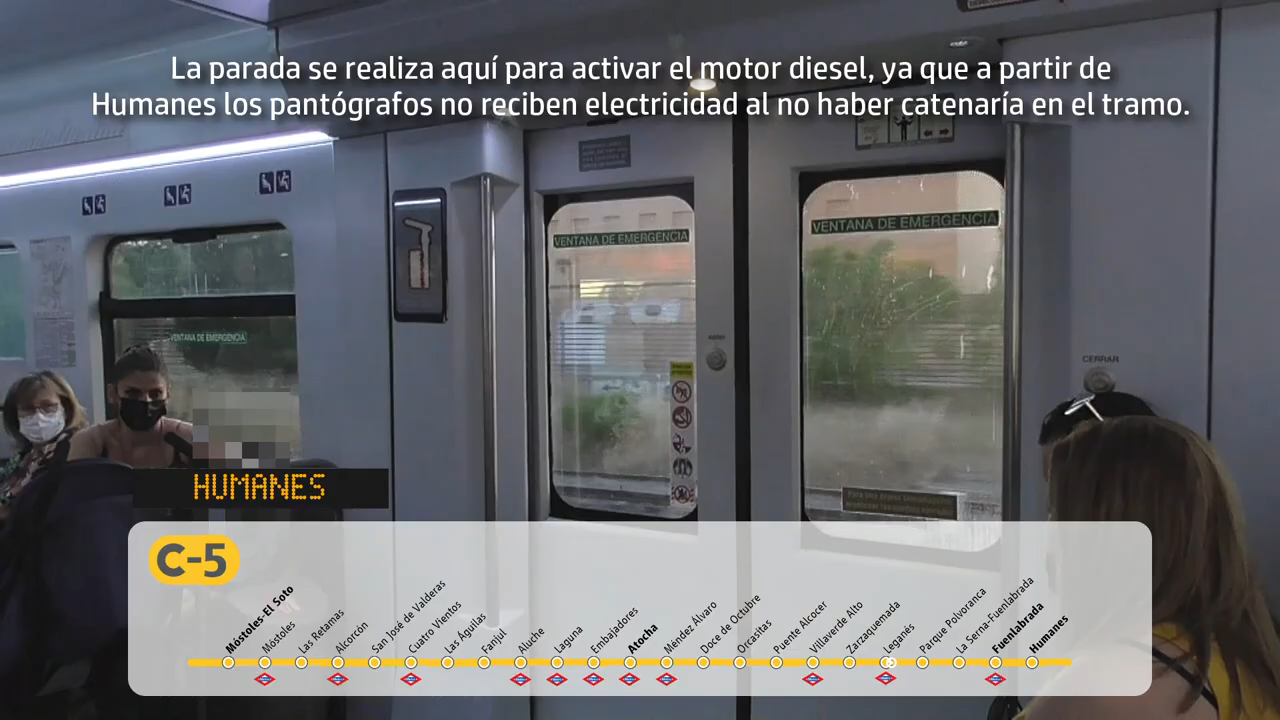 La parada se realiza aquí para activar el motor diesel, ya que a partir de
Humanes los pantógrafos no reciben electricidad al no haber catenaría en el tramo.
VENTANA DE EMERGENCIA
VENTANA DE EMERGENCIA
VENTANA DE EMERGENCIA
CERRAR
HUMANES
C-5
Móstoles-El Soto
Móstoles
Las Retamas
Alcorcón
San José de Valderas
Cuatro Vientos
Las Águilas
Fanjul
Aluche
Laguna
Embajadores
Atocha
Méndez Álvaro
Doce de Octubre
Orcasitas
Puente Alcocer
Villaverde Alto
Zarzaquemada
Leganés
Parque Polvoranca
La Serna-Fuenlabrada
Fuenlabrada
Humanes